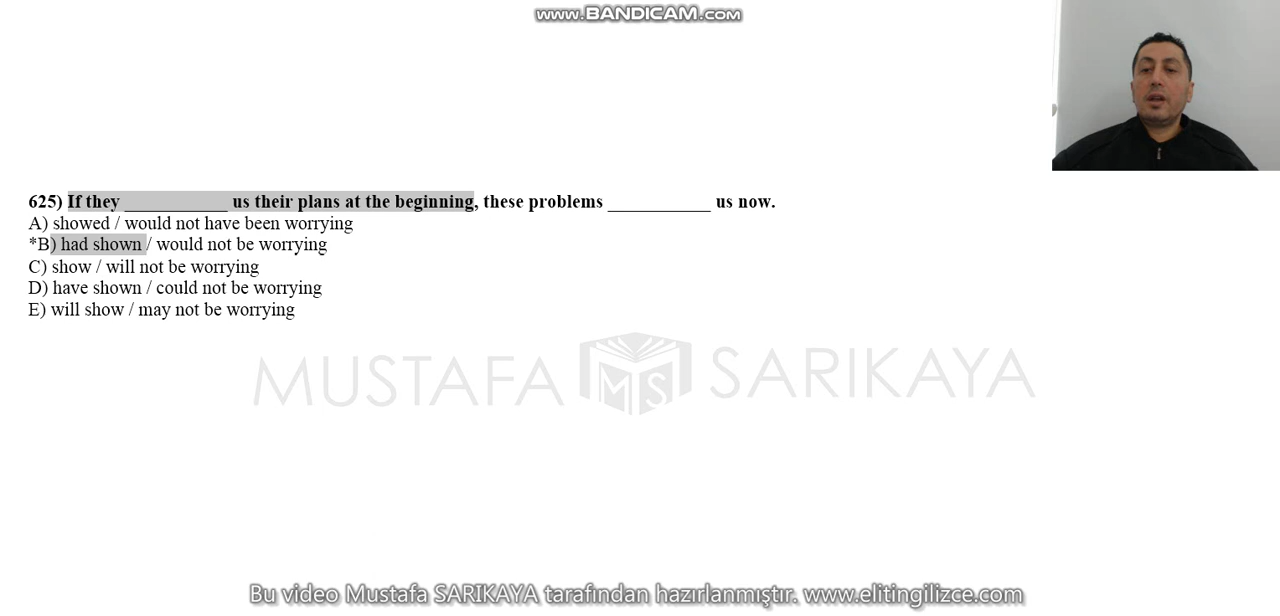 www.BANDICAM.com
625) If they ___________ us their plans at the beginning, these problems ___________ us now.
A) showed / would not have been worrying
*B) had shown / would not be worrying
C) show / will not be worrying
D) have shown / could not be worrying
E) will show / may not be worrying
MUSTAFA MS SARIKAYA
Bu video Mustafa SARIKAYA tarafından hazırlanmıştır. www.elitingilizce.com